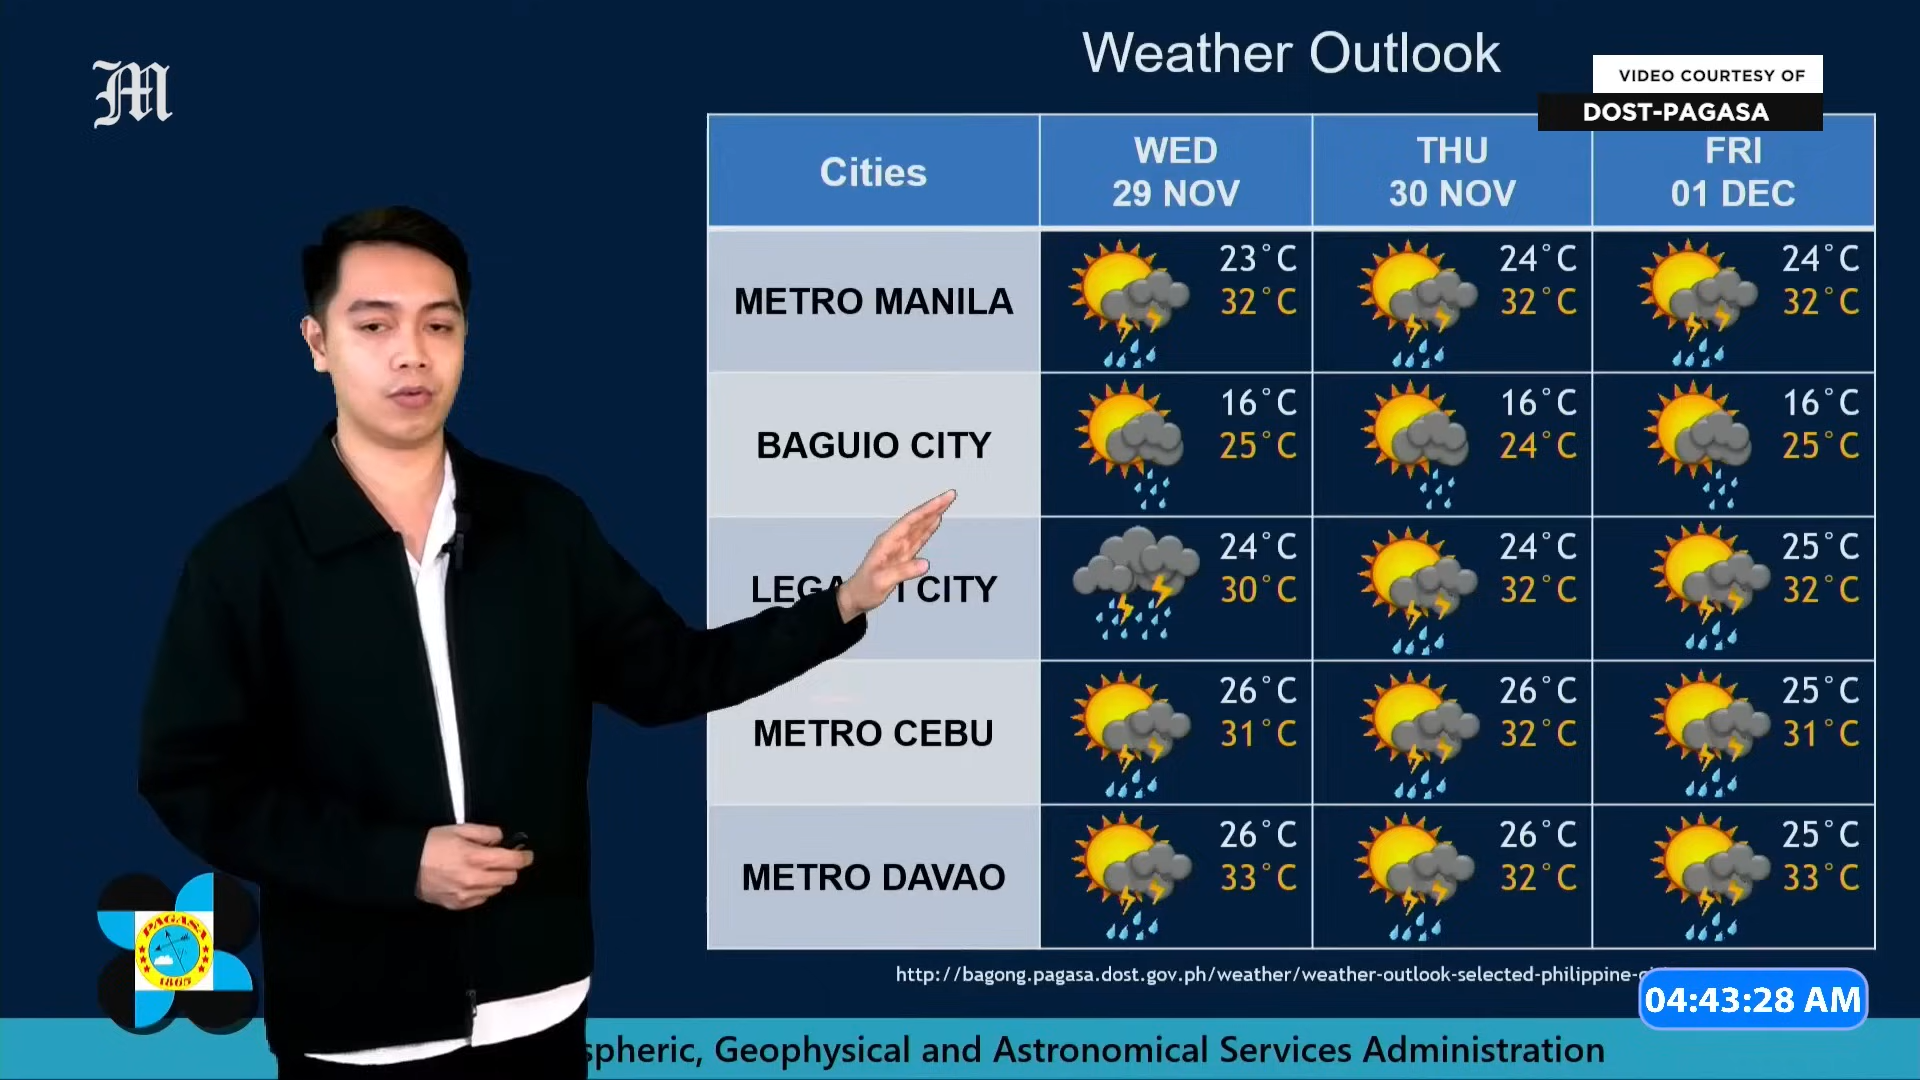 M
Weather Outlook
VIDEO COURTESY OF
DOST-PAGASA
Cities
WED
29 NOV
THU
30 NOV
FRI
01 DEC
METRO MANILA
23°C
32°C
24°C
32°C
24°C
32°C
BAGUIO CITY
16°C
25°C
16°C
24°C
16°C
25°C
CITY
24°C
30°C
24°C
32°C
25°C
32°C
METRO CEBU
26°C
31°C
26°C
32°C
25°C
31°C
METRO DAVAO
26°C
33°C
26°C
32°C
25°C
33°C
PAGASA
1865
http://bagong.pagasa.dost.gov.ph/weather/weather-outlook-selected-philippine-
04:43:28 AM
spheric, Geophysical and Astronomical Services Administration